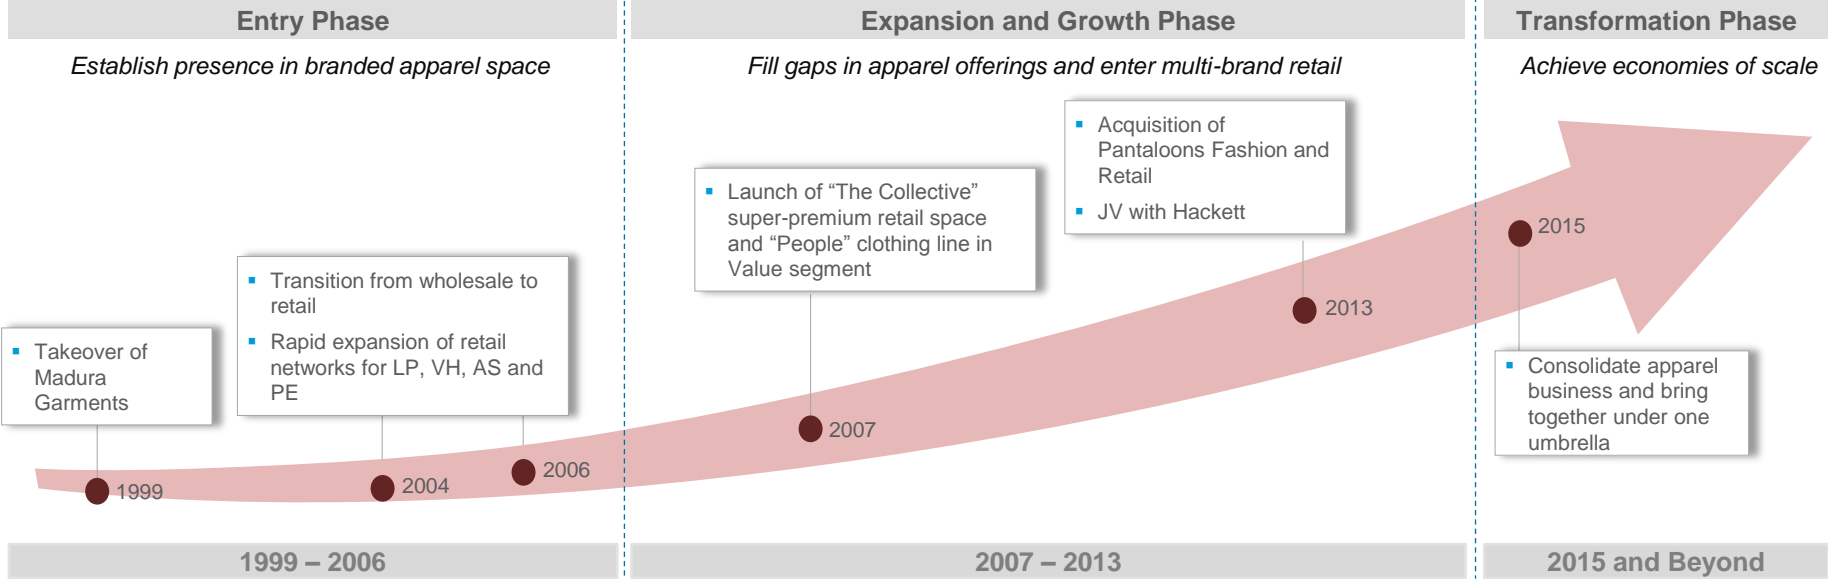 Entry Phase
Expansion and Growth Phase
Transformation Phase
Establish presence in branded apparel space
Fill gaps in apparel offerings and enter multi-brand retail
Achieve economies of scale
Takeover of
Madura
Garments
1999
Transition from wholesale to
retail
Rapid expansion of retail
networks for LP, VH, AS and
PE
2004
2006
Launch of “The Collective”
super-premium retail space
and “People” clothing line in
Value segment
2007
Acquisition of
Pantaloons Fashion and
Retail
JV with Hackett
2013
2015
Consolidate apparel
business and bring
together under one
umbrella
1999 – 2006
2007 – 2013
2015 and Beyond